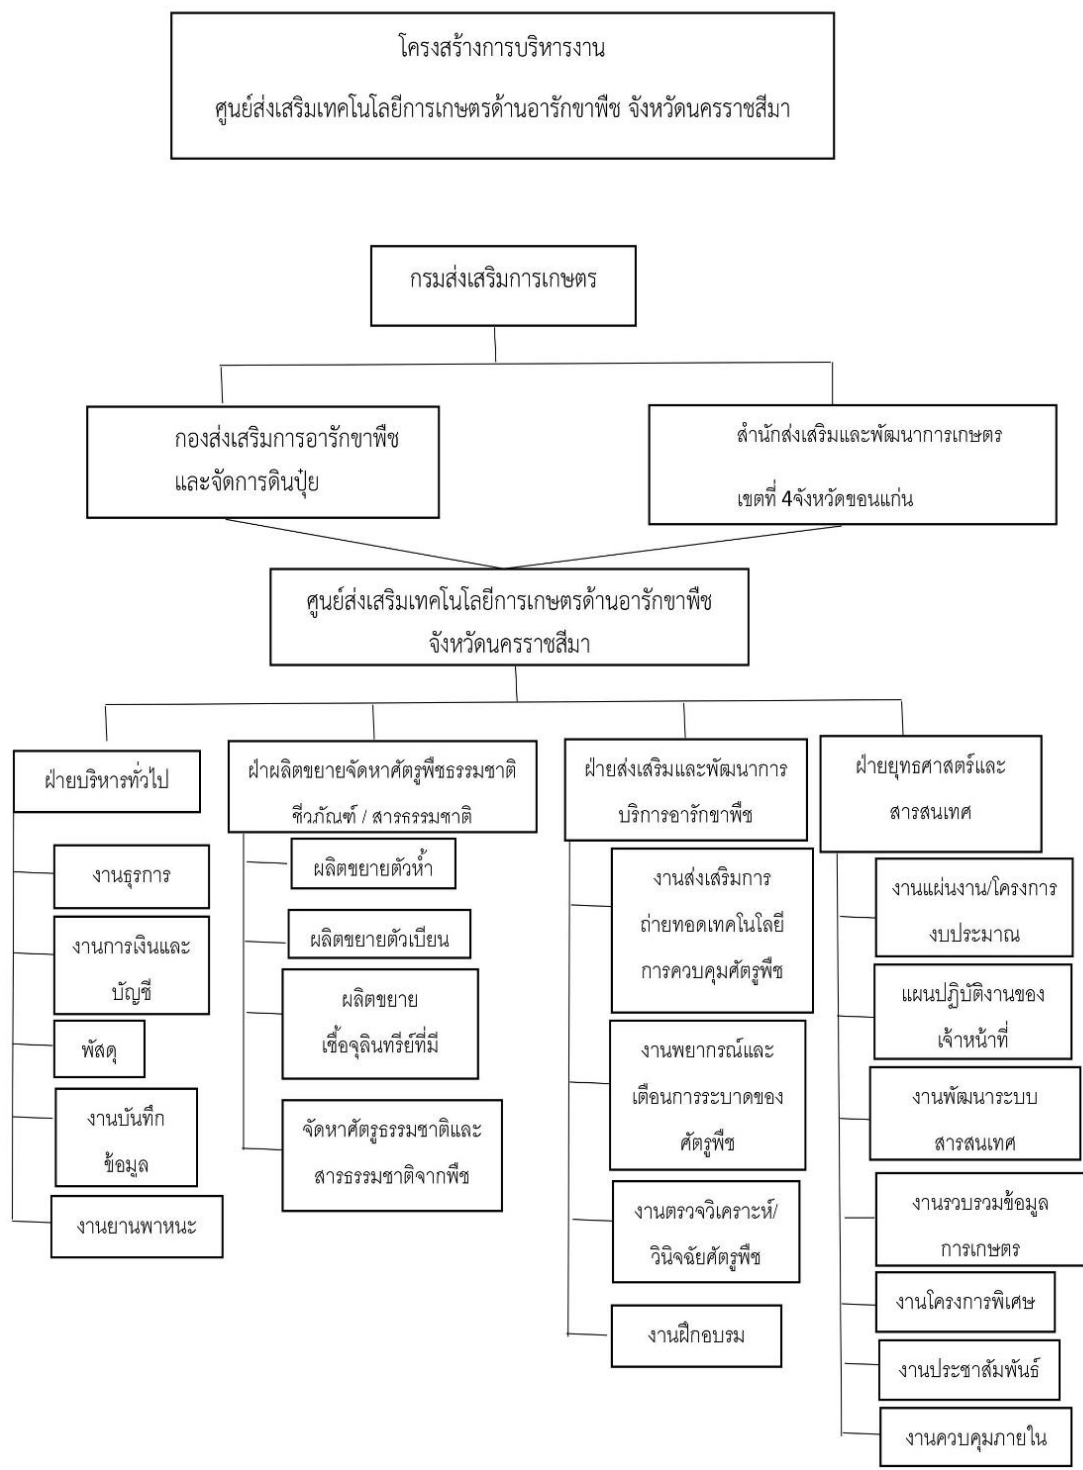 โครงสร้างการบริหารงาน
ศูนย์ส่งเสริมเทคโนโลยีการเกษตรด้านอารักขาพืช จังหวัดนครราชสีมา
กรมส่งเสริมการเกษตร
กองส่งเสริมการอารักขาพืช
และจัดการดินปุ๋ย
สำนักส่งเสริมและพัฒนาการเกษตร
เขตที่ 4จังหวัดขอนแก่น
ศูนย์ส่งเสริมเทคโนโลยีการเกษตรด้านอารักขาพืช
จังหวัดนครราชสีมา
ฝ่ายบริหารทั่วไป
งานธุรการ
งานการเงินและ
บัญชี
พัสดุ
งานบันทึก
ข้อมูล
งานยานพาหนะ
ฝ่าผลิตขยายจัดหาศัตรูพืชธรรมชาติ
ชีวภัณฑ์ / สารธรรมชาติ
ผลิตขยายตัวห้ำ
ผลิตขยายตัวเบียน
ผลิตขยาย
เชื้อจุลินทรีย์ที่มี
จัดหาศัตรูธรรมชาติและ
สารธรรมชาติจากพืช
ฝ่ายส่งเสริมและพัฒนาการ
บริการอารักขาพืช
งานส่งเสริมการ
ถ่ายทอดเทคโนโลยี
การควบคุมศัตรูพืช
งานพยากรณ์และ
เตือนการระบาดของ
ศัตรูพืช
งานตรวจวิเคราะห์/
วินิจฉัยศัตรูพืช
งานฝึกอบรม
ฝ่ายยุทธศาสตร์และ
สารสนเทศ
งานแผ่นงาน/โครงการ
งบประมาณ
แผนปฏิบัติงานของ
เจ้าหน้าที่
งานพัฒนาระบบ
สารสนเทศ
งานรวบรวมข้อมูล
การเกษตร
งานโครงการพิเศษ
งานประชาสัมพันธ์
งานควบคุมภายใน